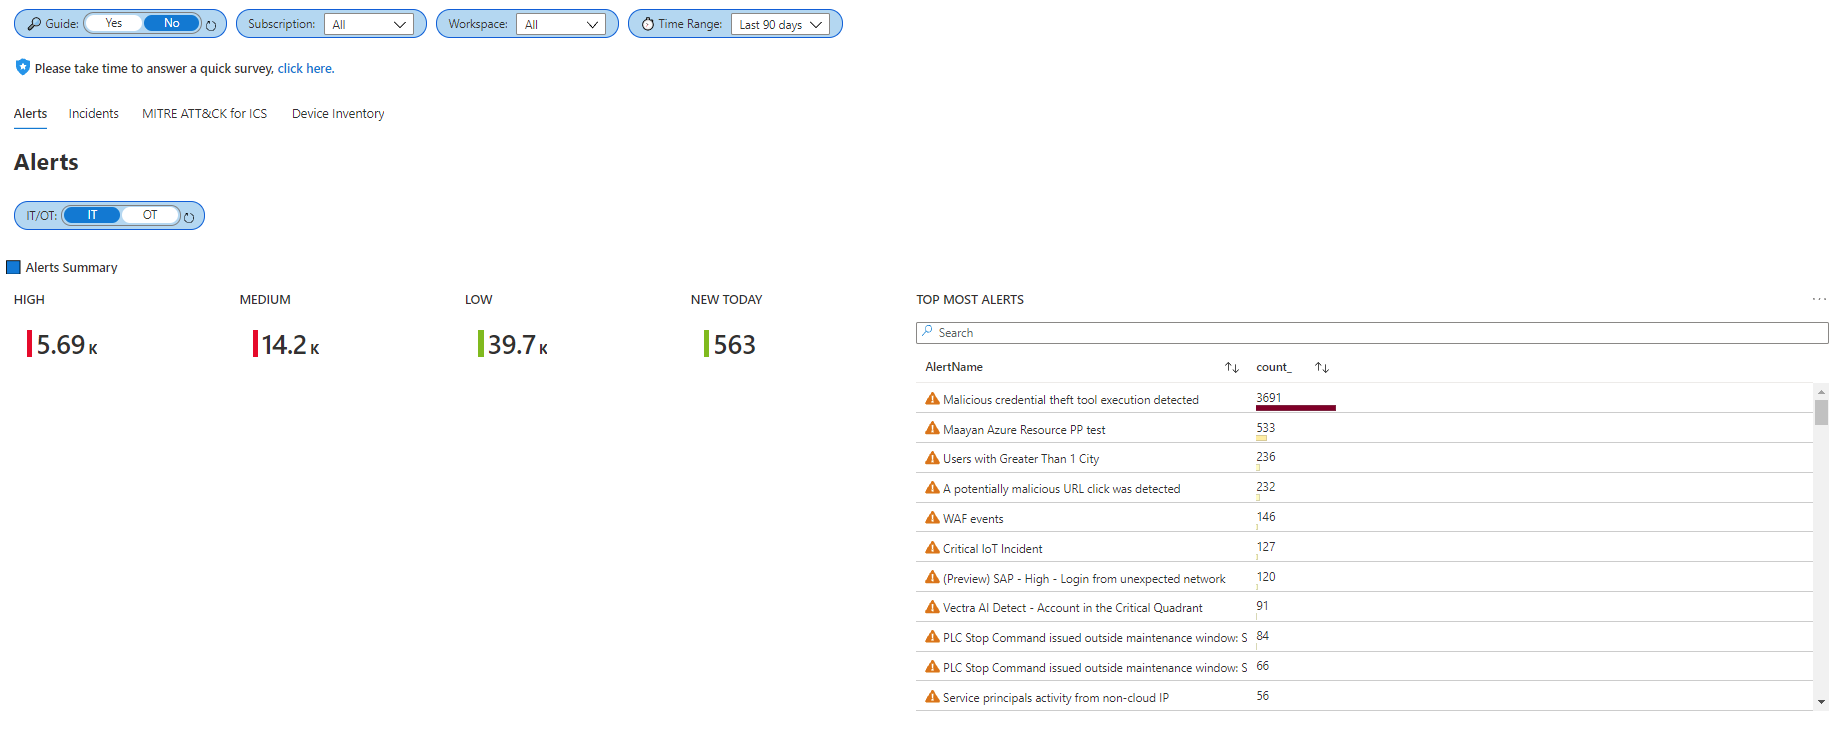 Guide: Yes No Subscription: All Workspace: All Time Range: Last 90 days
Please take time to answer a quick survey, click here.
Alerts Incidents MITRE ATT&CK for ICS Device Inventory
Alerts
IT/OT: IT OT
Alerts Summary
HIGH MEDIUM LOW NEW TODAY
5.69 K 14.2 K 39.7 K 563
TOP MOST ALERTS ...
Search
AlertName count_
Malicious credential theft tool execution detected 3691
Maayan Azure Resource PP test 533
Users with Greater Than 1 City 236
A potentially malicious URL click was detected 232
WAF events 146
Critical IoT Incident 127
(Preview) SAP - High - Login from unexpected network 120
Vectra AI Detect - Account in the Critical Quadrant 91
PLC Stop Command issued outside maintenance window: S 84
PLC Stop Command issued outside maintenance window: S 66
Service principals activity from non-cloud IP 56